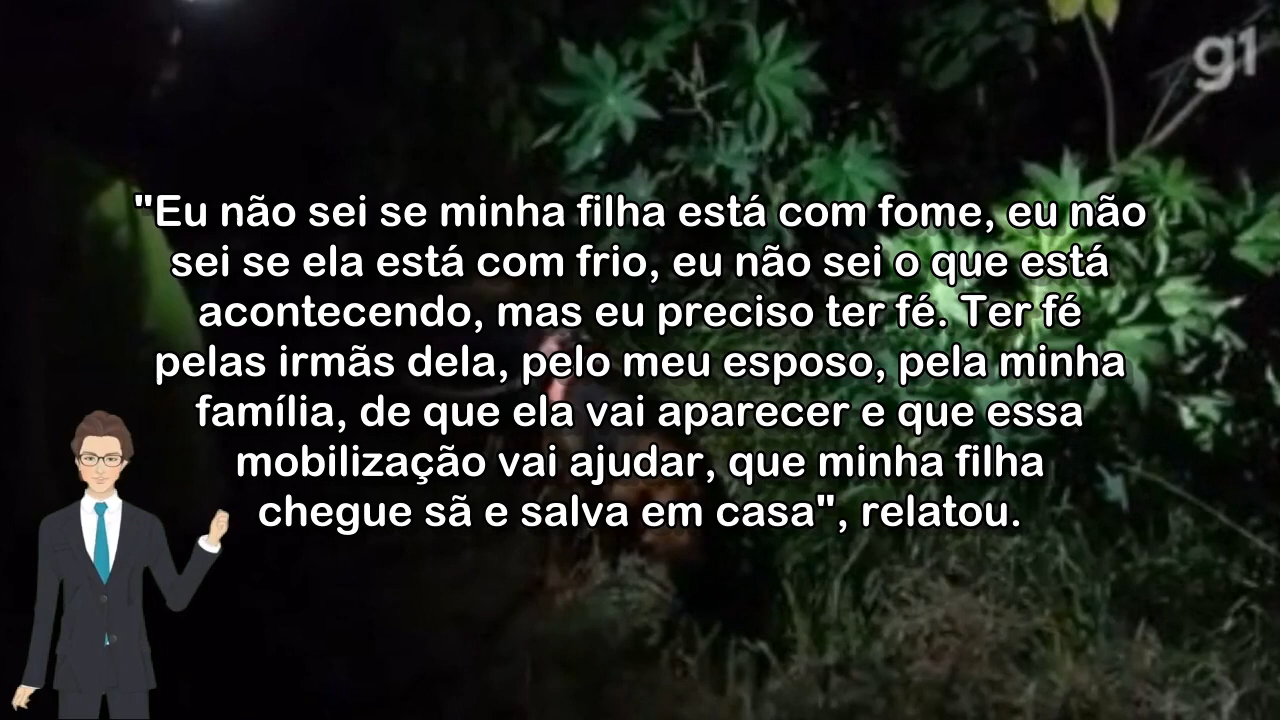 g1
"Eu não sei se minha filha está com fome, eu não
sei se ela está com frio, eu não sei o que está
acontecendo, mas eu preciso ter fé. Ter fé
pelas irmãs dela, pelo meu esposo, pela minha
família, de que ela vai aparecer e que essa
mobilização vai ajudar, que minha filha
chegue sã e salva em casa", relatou.